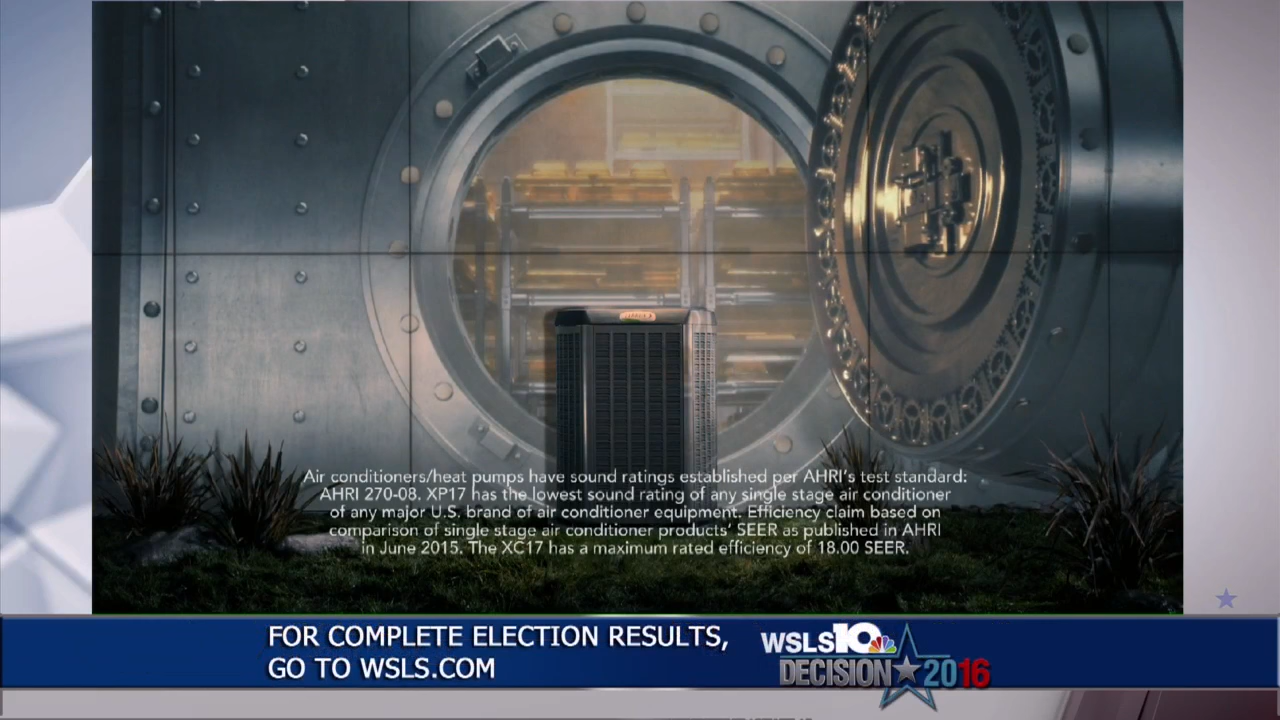 LENNOX
Air conditioners/heat pumps have sound ratings established per AHRI's test standard:
AHRI 270-08. XP17 has the lowest sound rating of any single stage air conditioner
of any major U.S. brand of air conditioner equipment. Efficiency claim based on
comparison of single stage air conditioner products' SEER as published in AHRI
in June 2015. The XC17 has a maximum rated efficiency of 18.00 SEER.
FOR COMPLETE ELECTION RESULTS,
GO TO WSLS.COM
WSLS10
DECISION 2016